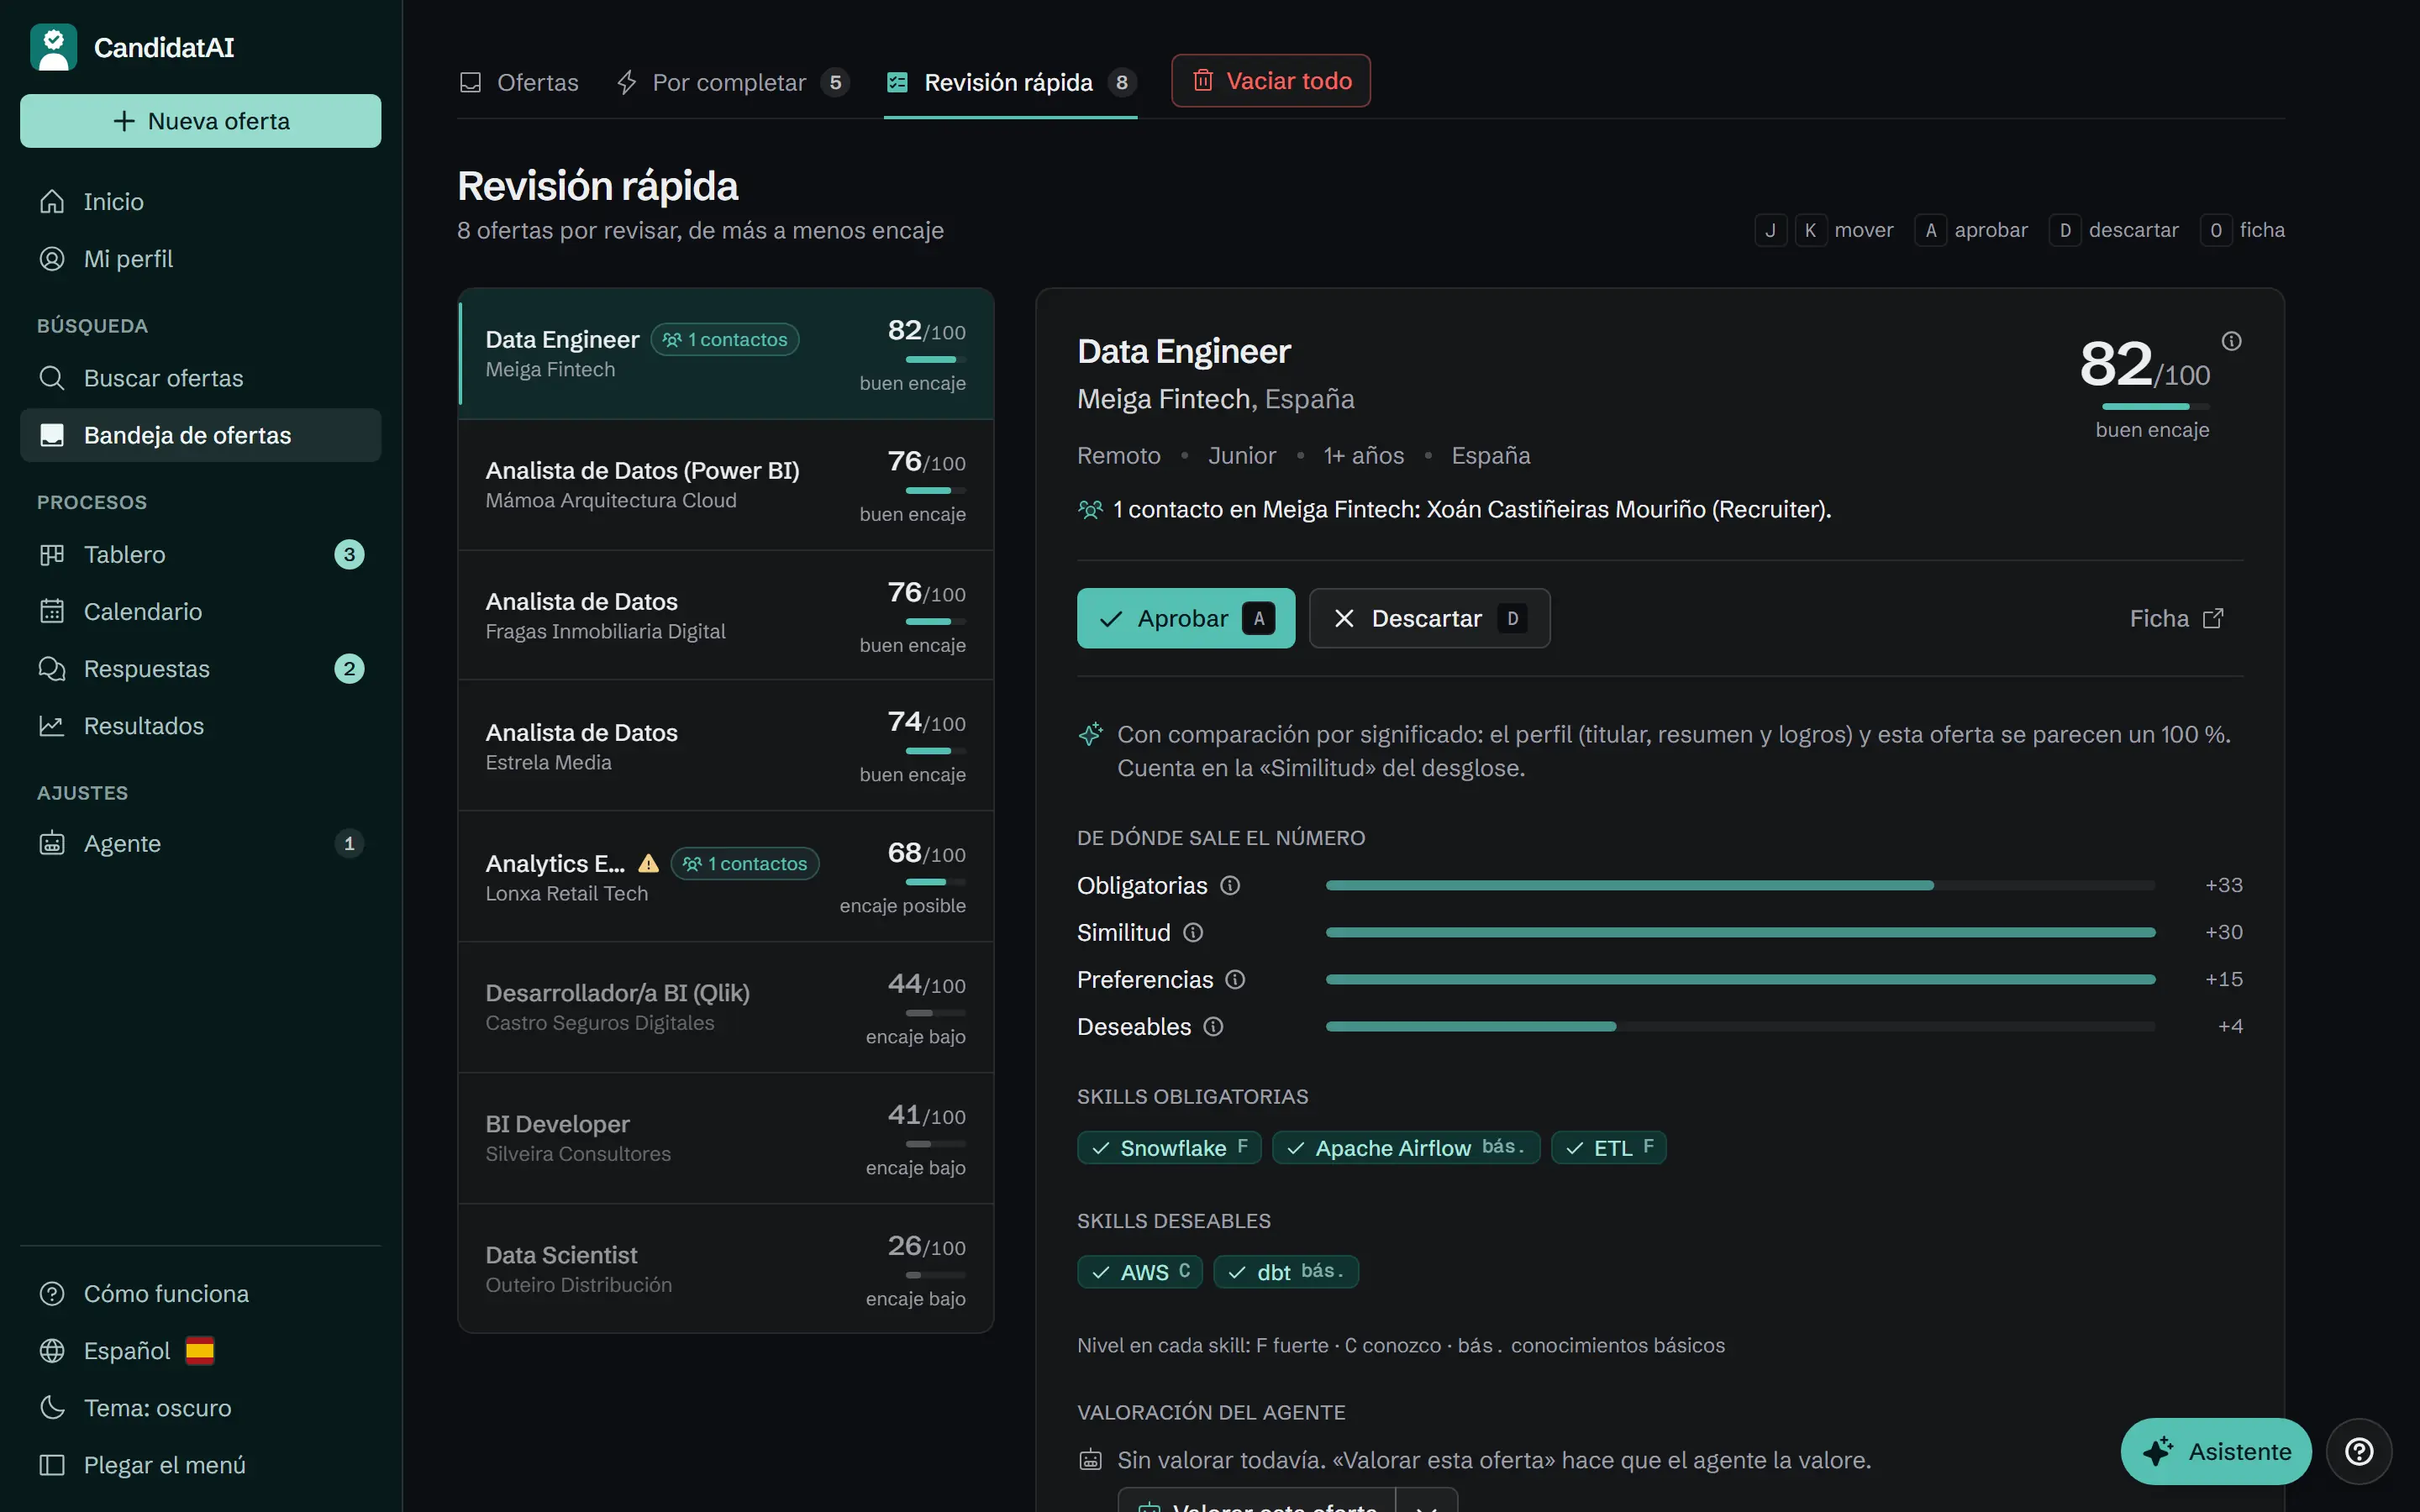 CandidatAI
Nueva oferta
Inicio
Mi perfil
BÚSQUEDA
Buscar ofertas
Bandeja de ofertas
PROCESOS
Tablero 3
Calendario
Respuestas 2
Resultados
AJUSTES
Agente 1
Cómo funciona
Español
Tema: oscuro
Plegar el menú
Ofertas
Por completar 5
Revisión rápida 8
Vaciar todo
Revisión rápida
8 ofertas por revisar, de más a menos encaje
J K mover A aprobar D descartar O ficha
Data Engineer 1 contactos 82/100
Meiga Fintech
buen encaje
Analista de Datos (Power BI) 76/100
Mámoa Arquitectura Cloud
buen encaje
Analista de Datos 76/100
Fragas Inmobiliaria Digital
buen encaje
Analista de Datos 74/100
Estrela Media
buen encaje
Analytics E... 1 contactos 68/100
Lonxa Retail Tech
encaje posible
Desarrollador/a BI (Qlik) 44/100
Castro Seguros Digitales
encaje bajo
BI Developer 41/100
Silveira Consultores
encaje bajo
Data Scientist 26/100
Outeiro Distribución
encaje bajo
Data Engineer
82/100
Meiga Fintech, España
buen encaje
Remoto • Junior • 1+ años • España
1 contacto en Meiga Fintech: Xoán Castiñeiras Mouriño (Recruiter).
Aprobar A
Descartar D
Ficha
Con comparación por significado: el perfil (titular, resumen y logros) y esta oferta se parecen un 100 %.
Cuenta en la «Similitud» del desglose.
DE DÓNDE SALE EL NÚMERO
Obligatorias +33
Similitud +30
Preferencias +15
Deseables +4
SKILLS OBLIGATORIAS
Snowflake F
Apache Airflow bás.
ETL F
SKILLS DESEABLES
AWS C
dbt bás.
Nivel en cada skill: F fuerte · C conozco · bás. conocimientos básicos
VALORACIÓN DEL AGENTE
Sin valorar todavía. «Valorar esta oferta» hace que el agente la valore.
Valorar esta oferta
Asistente